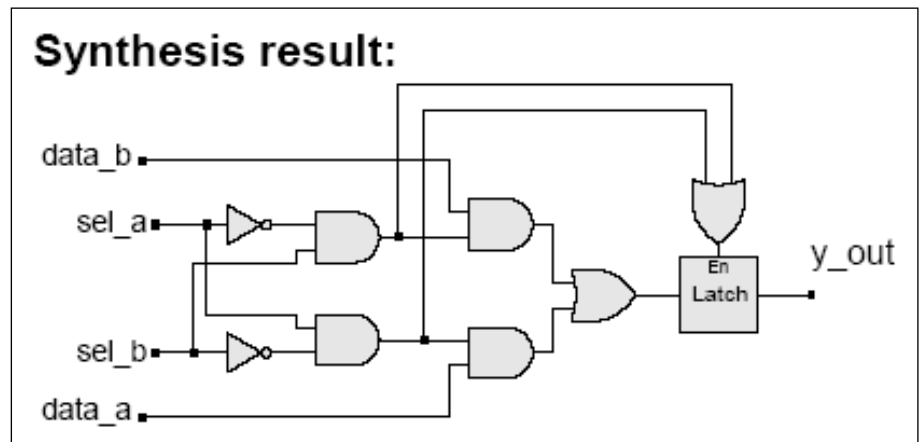 Synthesis result:
data_b
sel_a
sel_b
data_a
En
Latch
y_out